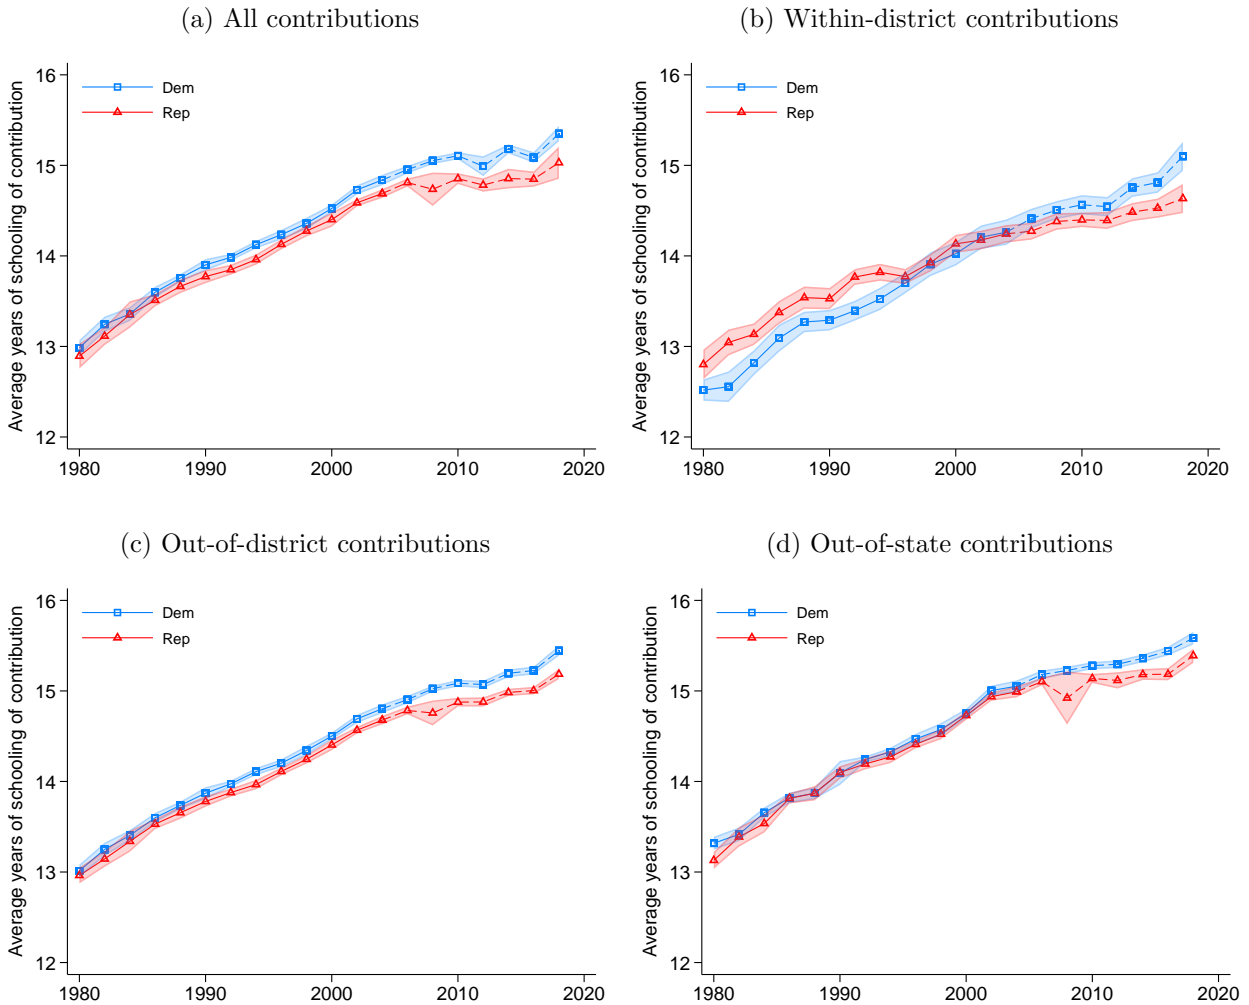 (a) All contributions
Average years of schooling of contribution
16
15
14
13
12
Dem
Rep
1980
1990
2000
2010
2020
(b) Within-district contributions
Average years of schooling of contribution
16
15
14
13
12
Dem
Rep
1980
1990
2000
2010
2020
(c) Out-of-district contributions
Average years of schooling of contribution
16
15
14
13
12
Dem
Rep
1980
1990
2000
2010
2020
(d) Out-of-state contributions
Average years of schooling of contribution
16
15
14
13
12
Dem
Rep
1980
1990
2000
2010
2020